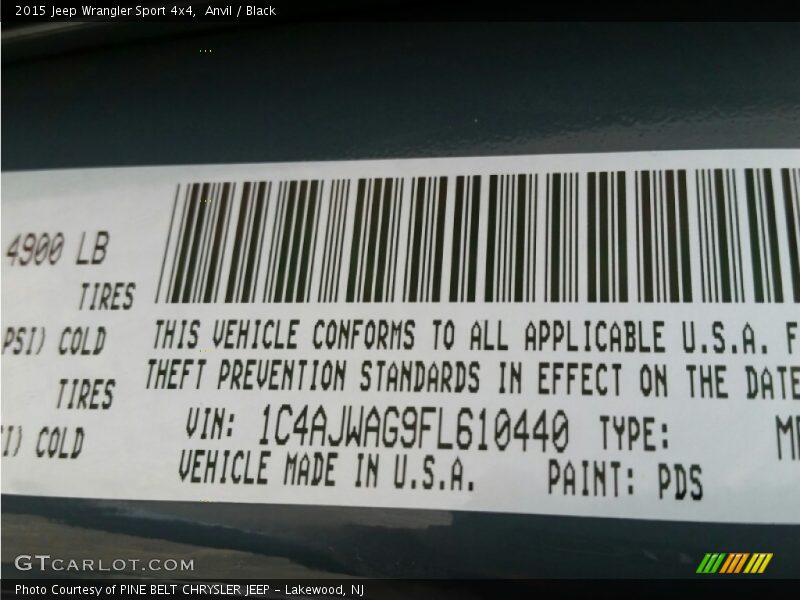 2015 Jeep Wrangler Sport 4x4,  Anvil / Black
4900 LB
TIRES
PSI) COLD
TIRES
I) COLD
THIS VEHICLE CONFORMS TO ALL APPLICABLE U.S.A. F
THEFT PREVENTION STANDARDS IN EFFECT ON THE DATE
VIN: 1C4AJWAG9FL610440 TYPE: M
VEHICLE MADE IN U.S.A. PAINT: PDS
GTCARLOT.COM
Photo Courtesy of PINE BELT CHRYSLER JEEP – Lakewood, NJ